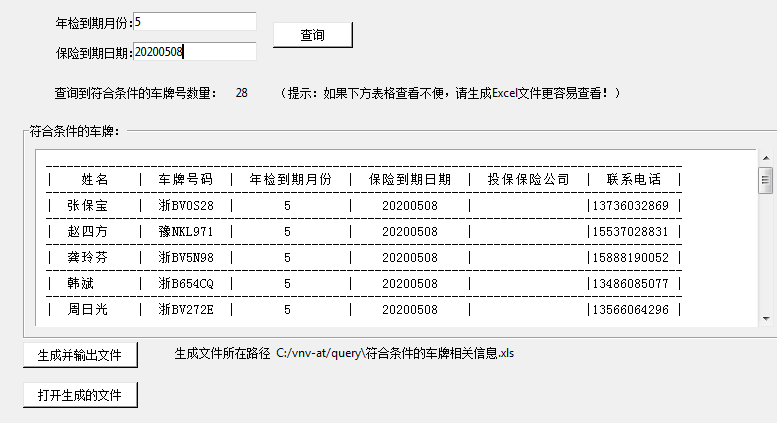 年检到期月份:5
保险到期日期:20200508
查询
查询到符合条件的车牌号数量: 28 (提示:如果下方表格查看不便,请生成Excel文件更容易查看!)
符合条件的车牌:
| 姓名 | 车牌号码 | 年检到期月份 | 保险到期日期 | 投保保险公司 | 联系电话 |
| 张保宝 | 浙BV0S28 | 5 | 20200508 | |13736032869 |
| 赵四方 | 豫NKL971 | 5 | 20200508 | |15537028831 |
| 龚玲芬 | 浙BV5N98 | 5 | 20200508 | |15888190052 |
| 韩斌 | 浙B654CQ | 5 | 20200508 | |13486085077 |
| 周日光 | 浙BV272E | 5 | 20200508 | |13566064296 |
生成并输出文件 生成文件所在路径 C:/vnv-at/query\符合条件的车牌相关信息.xls
打开生成的文件